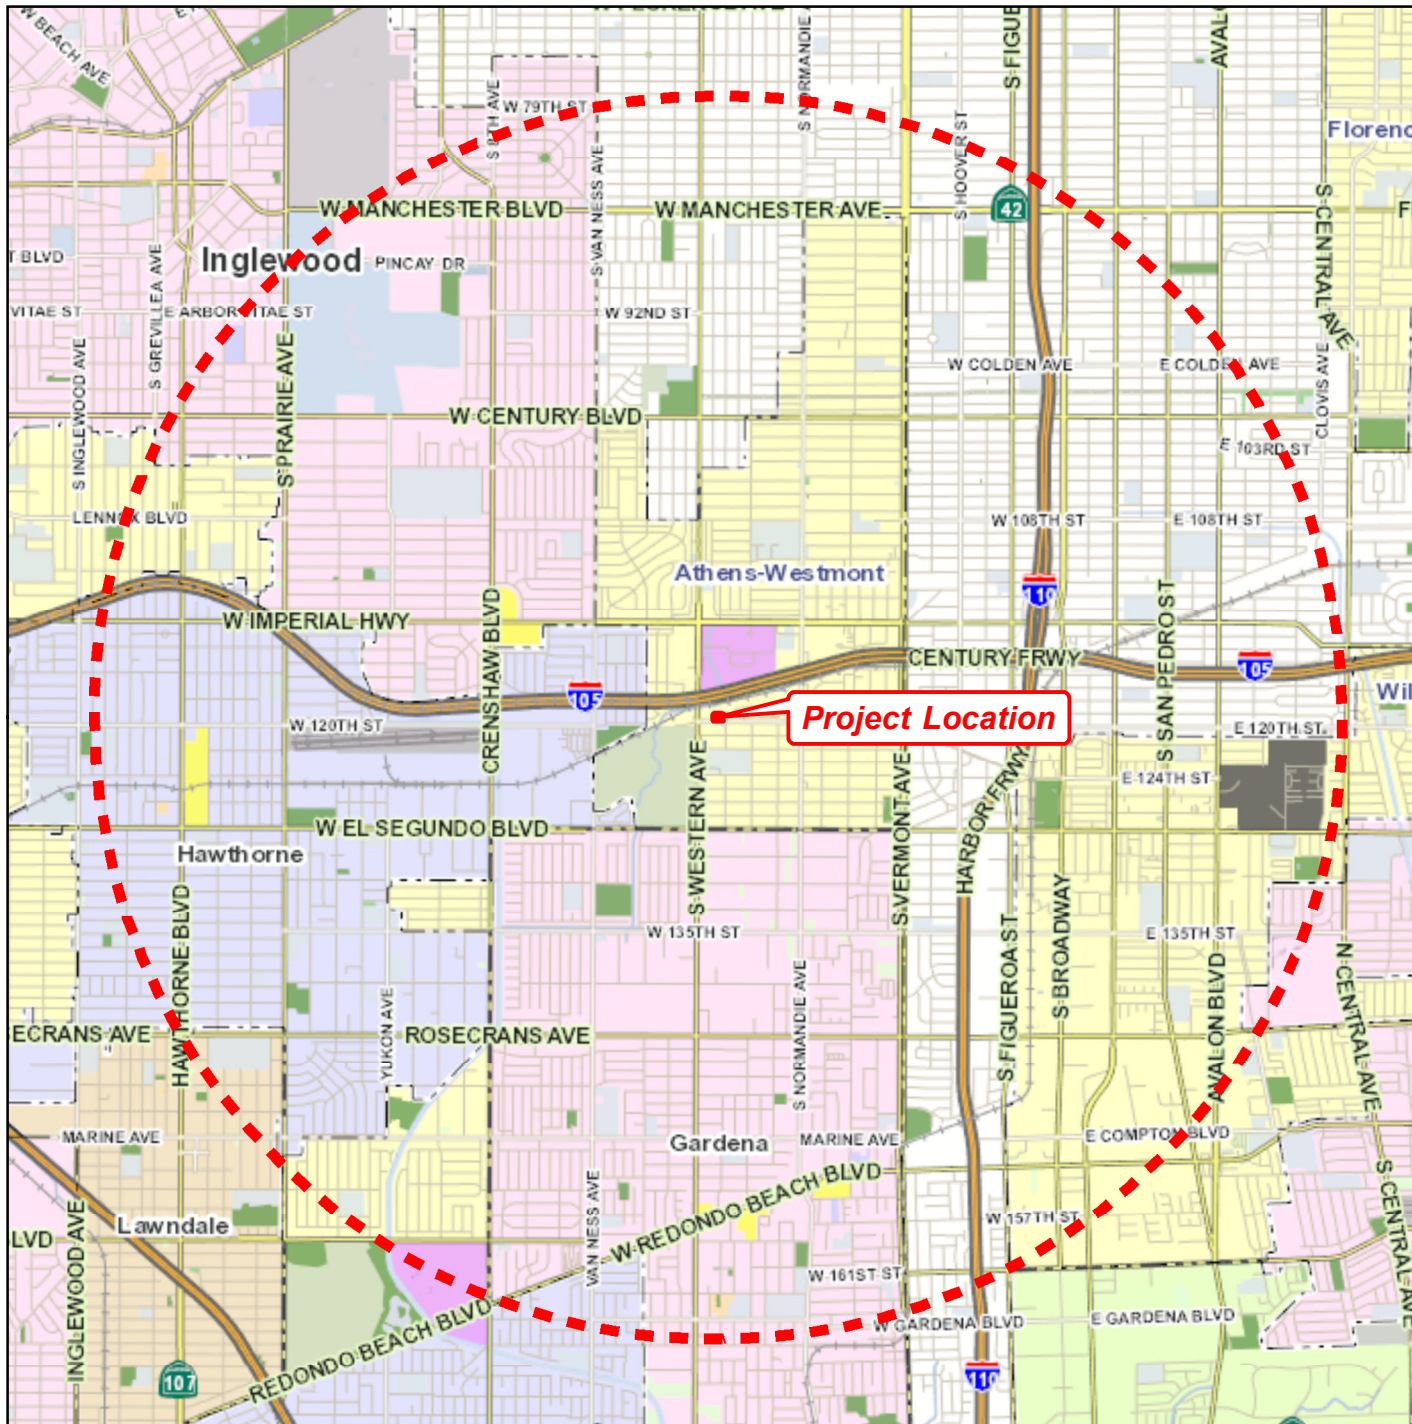 W BEACH AVE
S 8TH AVE
W 79TH ST
S NORMANDIE
S FIGUE
AVAL
S HOOVER ST
Florenc
S VAN NESS AVE
S CENTRAL AVE
W MANCHESTER BLVD
W MANCHESTER AVE
42
F
T BLVD
Inglewood
PINCAY DR
S GREVILLEA AVE
VITAE ST
E ARBOR VITAE ST
W 92ND ST
S INGLEWOOD AVE
S PRAIRIE AVE
W COLDEN AVE
E COLDEN AVE
CLOVIS AVE
W CENTURY BLVD
E 103RD ST
LENNOX BLVD
W 108TH ST
E 108TH ST
Athens-Westmont
110
W IMPERIAL HWY
CRENSHAW BLVD
S SAN PEDRO ST
CENTURY FRWY
105
105
Wil
W 120TH ST
Project Location
E 120TH ST
S WESTERN AVE
S VERMONT AVE
HARBOR FRWY
E 124TH ST
W EL SEGUNDO BLVD
Hawthorne
HAWTHORNE BLVD
W 135TH ST
S FIGUEROA ST
S BROADWAY
E 135TH ST
AVALON BLVD
N CENTRAL AVE
SECRANS AVE
YUKON AVE
ROSECRANS AVE
S NORMANDIE AVE
MARINE AVE
Gardena
MARINE AVE
E COMPTON BLVD
S CENTRAL AVE
INGLEWOOD AVE
Lawndale
VAN NESS AVE
W REDONDO BEACH BLVD
W 157TH ST
LVD
W 161ST ST
REDONDO BEACH BLVD
W GARDENA BLVD
E GARDENA BLVD
107
110